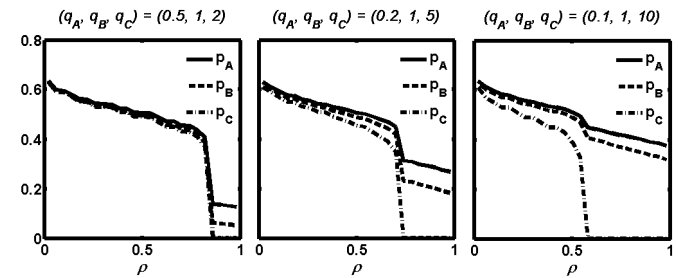 (q_A, q_B, q_C) = (0.5, 1, 2)
(q_A, q_B, q_C) = (0.2, 1, 5)
(q_A, q_B, q_C) = (0.1, 1, 10)
0.8
0.6
0.4
0.2
0
p_A
p_B
p_C
p_A
p_B
p_C
p_A
p_B
p_C
0 0.5 1
0 0.5 1
0 0.5 1
ρ
ρ
ρ